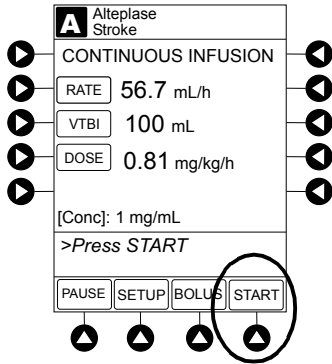 A Alteplase
Stroke
CONTINUOUS INFUSION
RATE 56.7 mL/h
VTBI 100 mL
DOSE 0.81 mg/kg/h
[Conc]: 1 mg/mL
>Press START
PAUSE SETUP BOLUS START